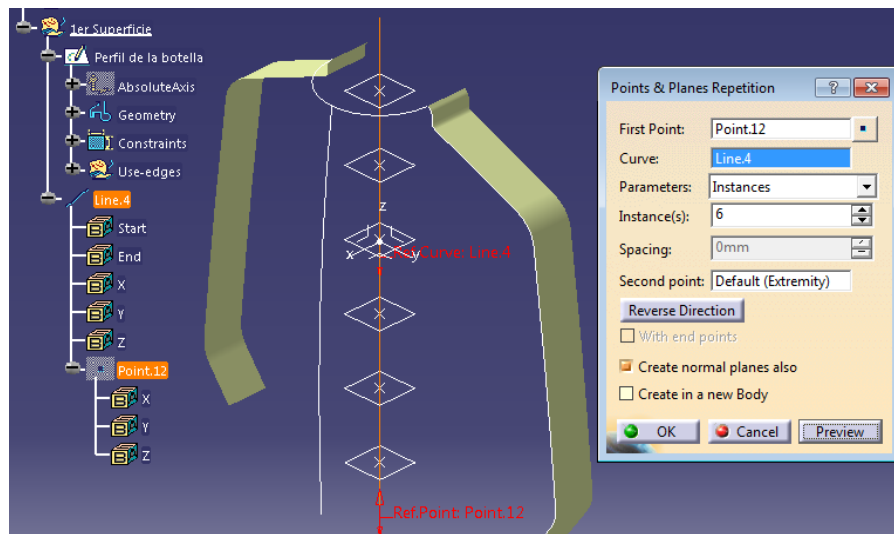 1er Superficie
Perfil de la botella
AbsoluteAxis
Geometry
Constraints
Use-edges
Line.4
Start
End
X
Y
Z
Point.12
X
Y
Z
z
x
y
Ref.Curve: Line.4
Ref.Point: Point.12
Points & Planes Repetition
First Point: Point.12
Curve: Line.4
Parameters: Instances
Instance(s): 6
Spacing: 0mm
Second point: Default (Extremity)
Reverse Direction
With end points
Create normal planes also
Create in a new Body
OK Cancel Preview